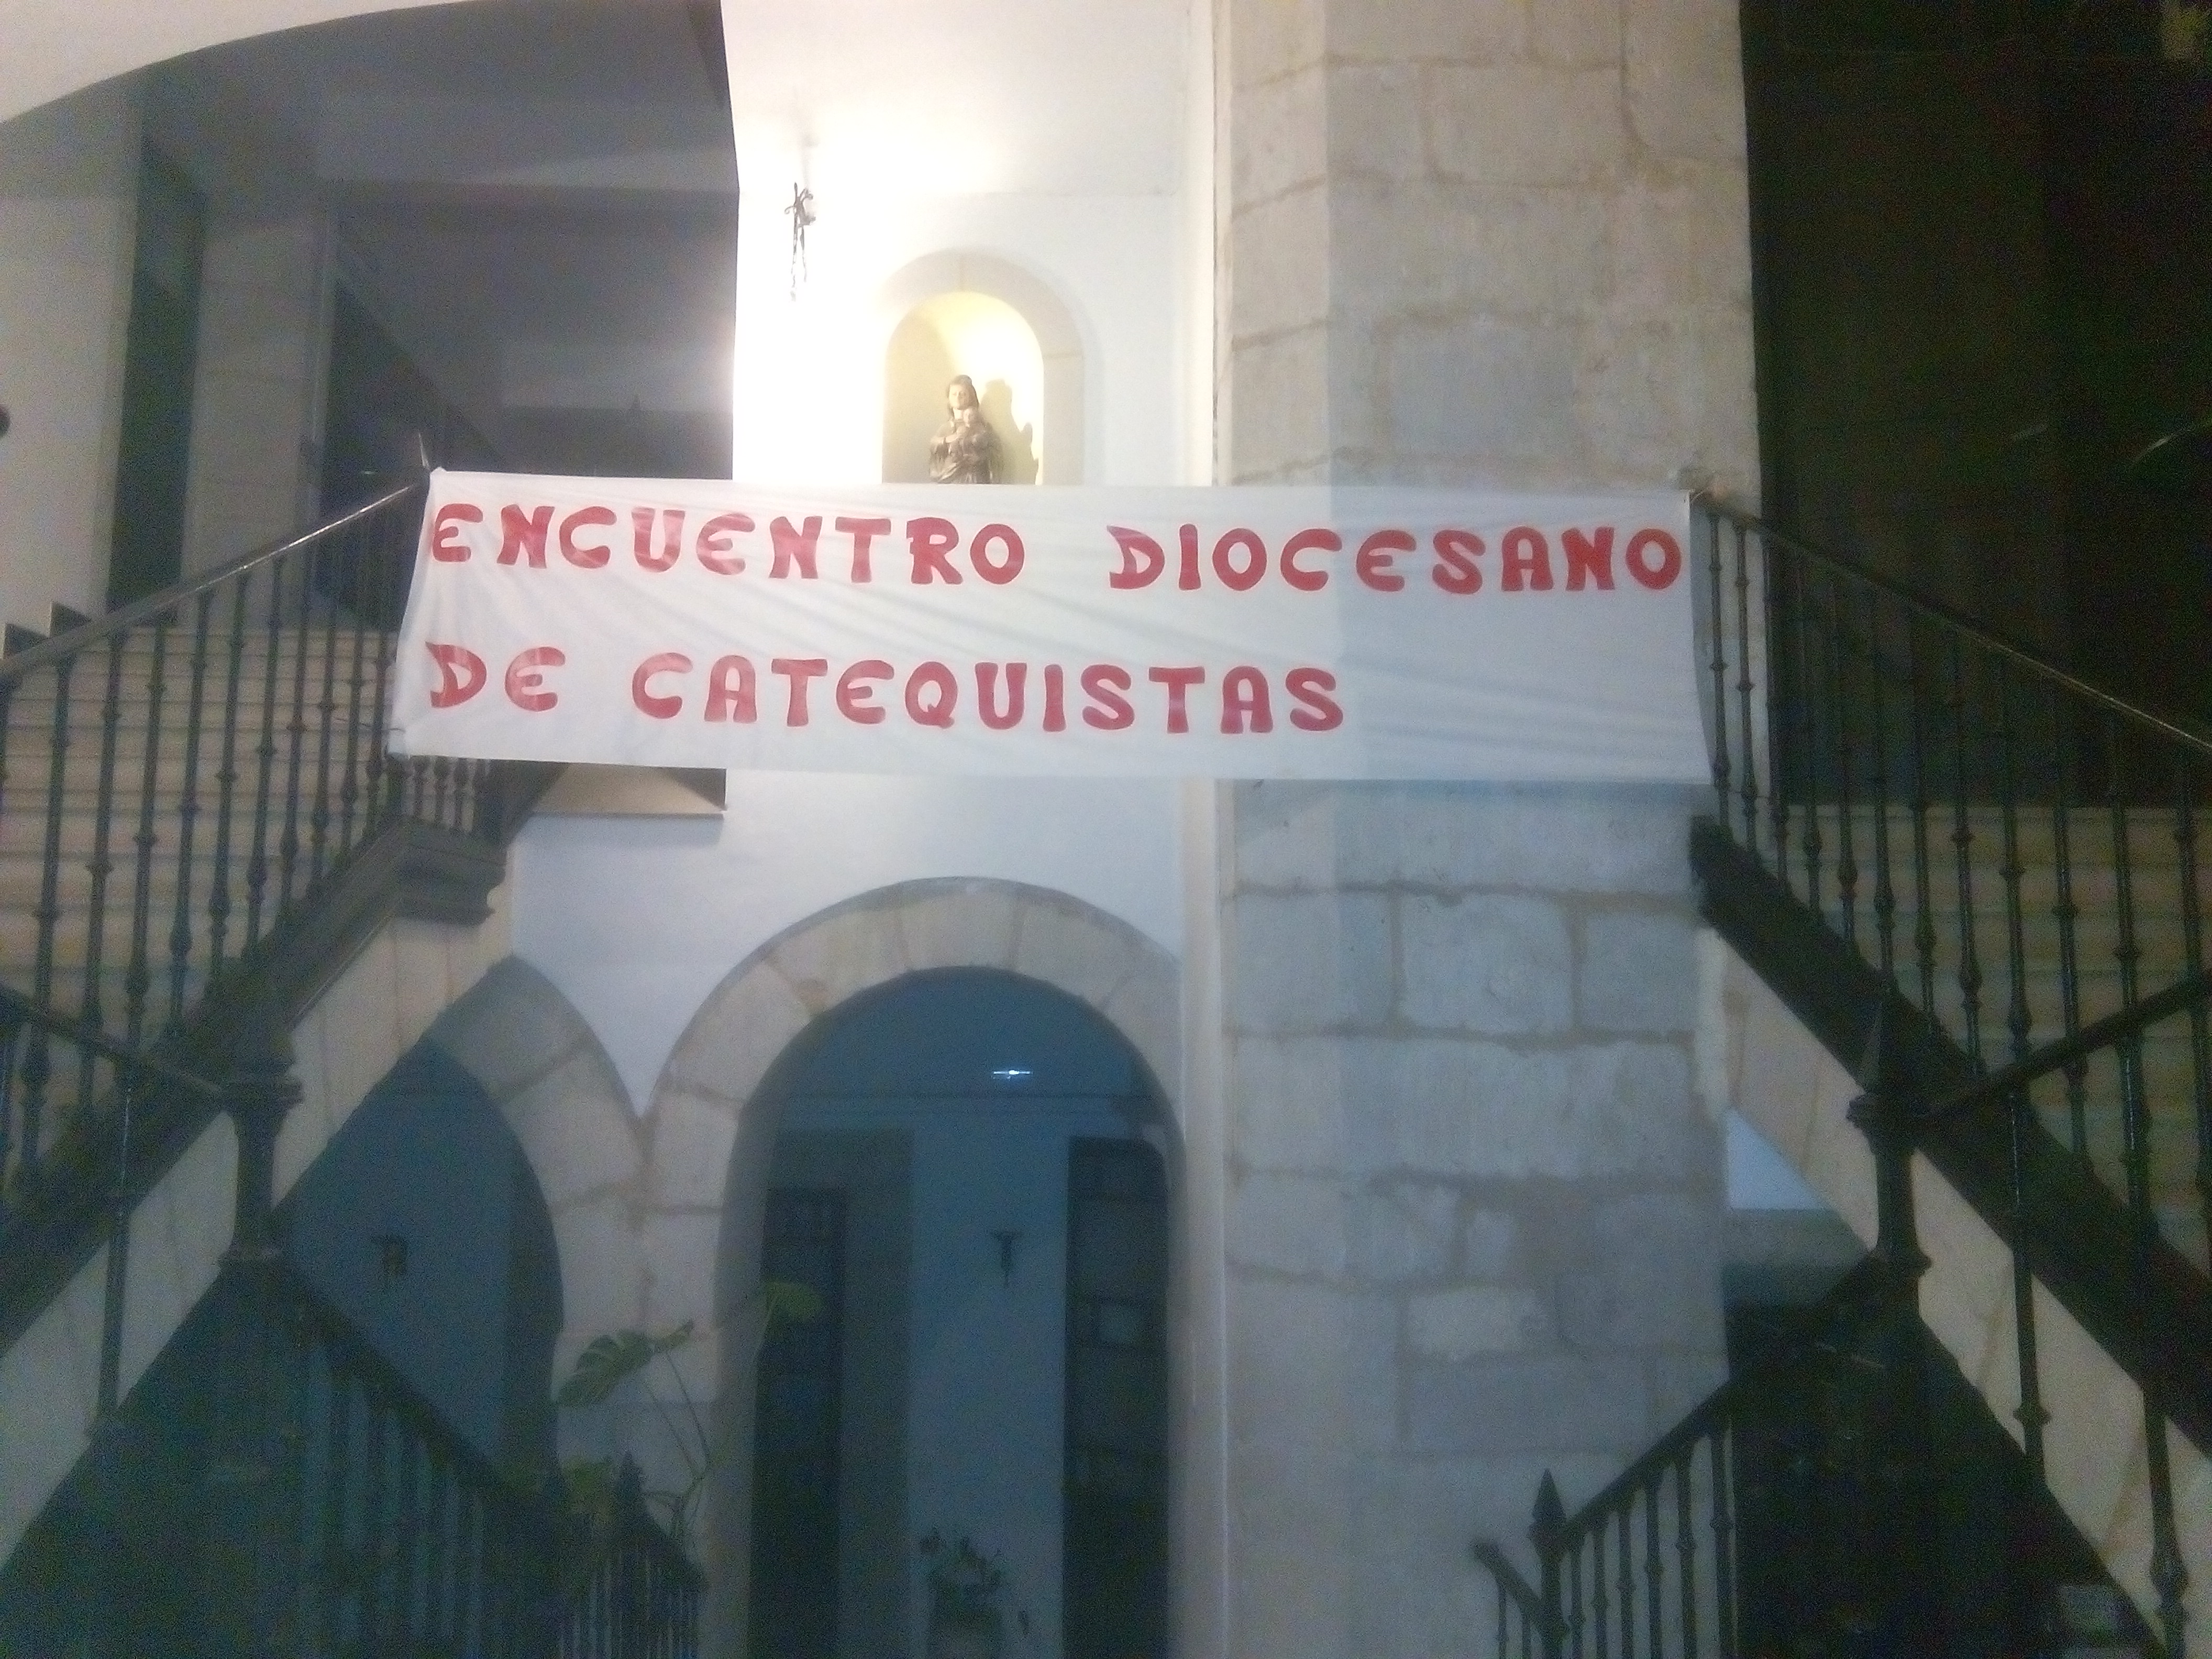 ENCUENTRO DIOCESANO
DE CATEQUISTAS